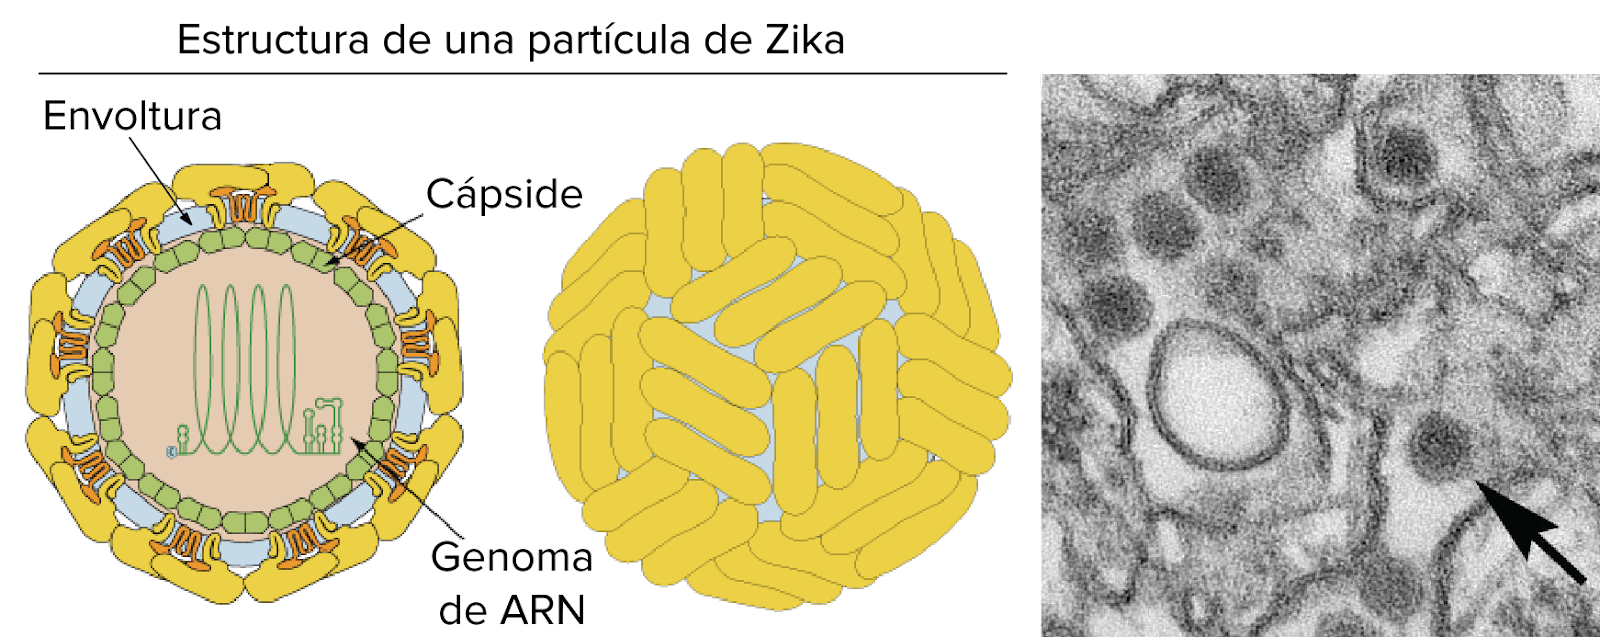 Estructura de una partícula de Zika
Envoltura
Cápside
Genoma
de ARN